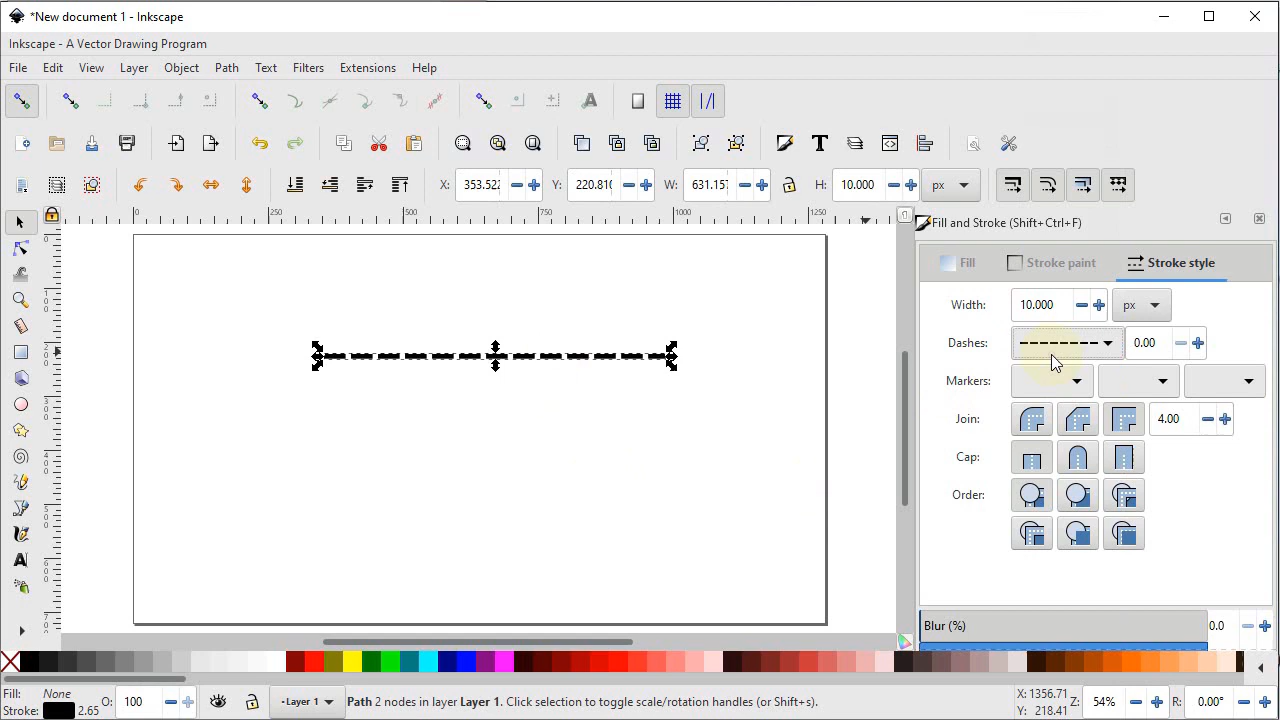 *New document 1 - Inkscape
Inkscape - A Vector Drawing Program
File Edit View Layer Object Path Text Filters Extensions Help
X: 353.522 Y: 220.810 W: 631.157 H: 10.000 px
0 250 500 750 1000 1250
Fill and Stroke (Shift+Ctrl+F)
Fill Stroke paint Stroke style
Width: 10.000 px
Dashes: 0.00
Markers:
Join: 4.00
Cap:
Order:
Blur (%) 0.0
Fill: None O: 100 Layer 1 Path 2 nodes in layer Layer 1. Click selection to toggle scale/rotation handles (or Shift+s). X: 1356.71 Z: 54% R: 0.00°
Stroke: 2.65 Y: 218.41